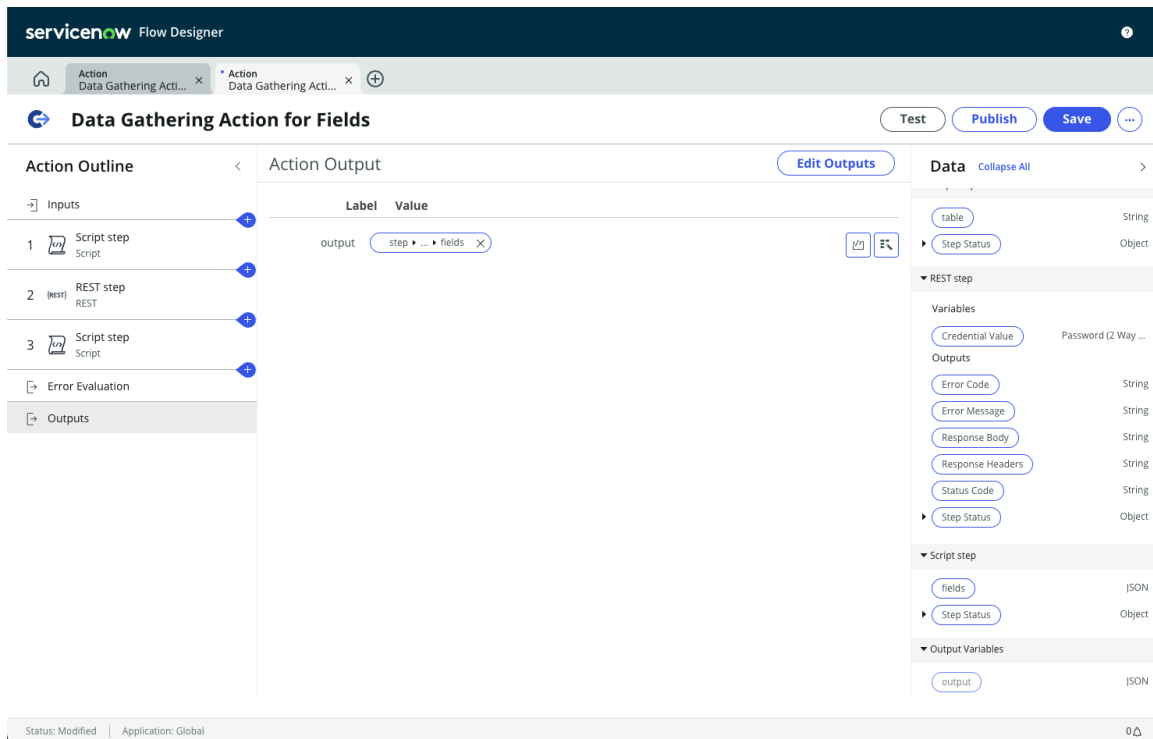 servicenow Flow Designer
?
Action
Data Gathering Acti...
Action
Data Gathering Acti...
Data Gathering Action for Fields
Test
Publish
Save
...
Action Outline
Inputs
1 Script step
Script
2 {REST} REST step
REST
3 Script step
Script
Error Evaluation
Outputs
Action Output
Edit Outputs
Label Value
output step ▸ ... ▸ fields
Data Collapse All
table String
Step Status Object
REST step
Variables
Credential Value Password (2 Way ...
Outputs
Error Code String
Error Message String
Response Body String
Response Headers String
Status Code String
Step Status Object
Script step
fields JSON
Step Status Object
Output Variables
output JSON
Status: Modified Application: Global
0